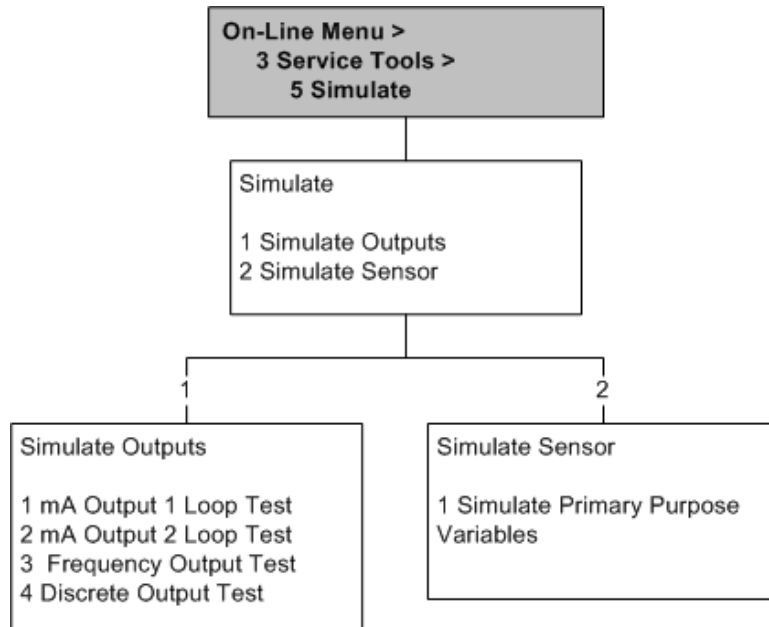 On-Line Menu >
3 Service Tools >
5 Simulate
Simulate
1 Simulate Outputs
2 Simulate Sensor
1
2
Simulate Outputs
1 mA Output 1 Loop Test
2 mA Output 2 Loop Test
3 Frequency Output Test
4 Discrete Output Test
Simulate Sensor
1 Simulate Primary Purpose
Variables